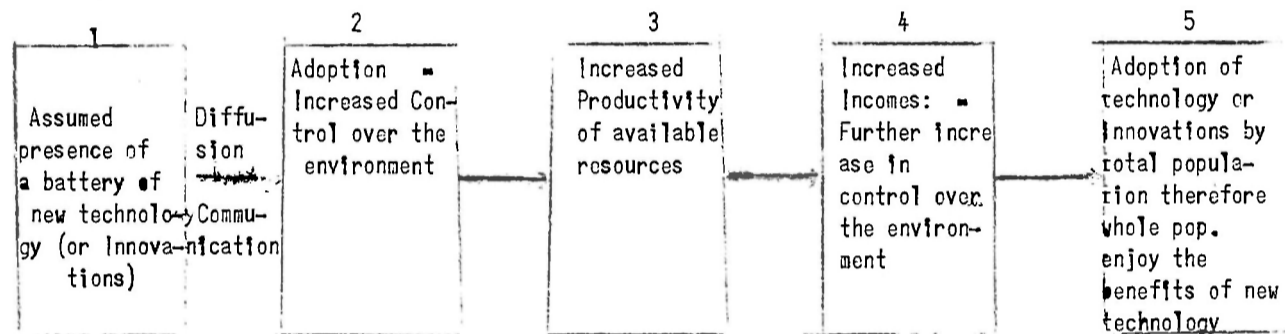 1
Assumed
presence of
a battery of
new technolo-
gy (or Innova-
tions)
Diffu-
sion
Commu-
nication
2
Adoption -
Increased Con-
trol over the
environment
3
Increased
Productivity
of available
resources
4
Increased
Incomes: -
Further incre
ase in
control over
the environ-
ment
5
Adoption of
technology or
innovations by
total popula-
tion therefore
whole pop.
enjoy the
benefits of new
technology